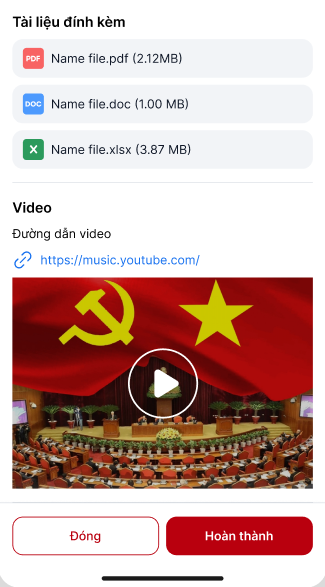 Tài liệu đính kèm
PDF Name file.pdf (2.12MB)
DOC Name file.doc (1.00 MB)
X Name file.xlsx (3.87 MB)
Video
Đường dẫn video
https://music.youtube.com/
Đóng Hoàn thành